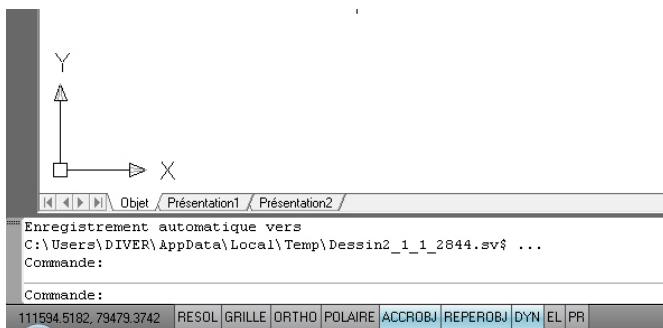 Y
X
Objet Présentation1 Présentation2
Enregistrement automatique vers
C:\Users\DIVER\AppData\Local\Temp\Dessin2_1_1_2844.sv$ ...
Commande:
Commande:
111594.5182, 79479.3742 RESOL GRILLE ORTHO POLAIRE ACCROBJ REPEROBJ DYN EL PR